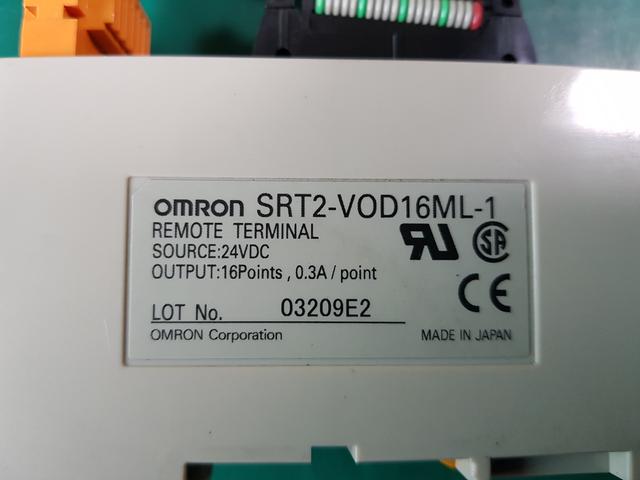 OMRON SRT2-VOD16ML-1
REMOTE TERMINAL
SOURCE:24VDC
OUTPUT:16Points , 0.3A / point
LOT No. 03209E2
OMRON Corporation MADE IN JAPAN